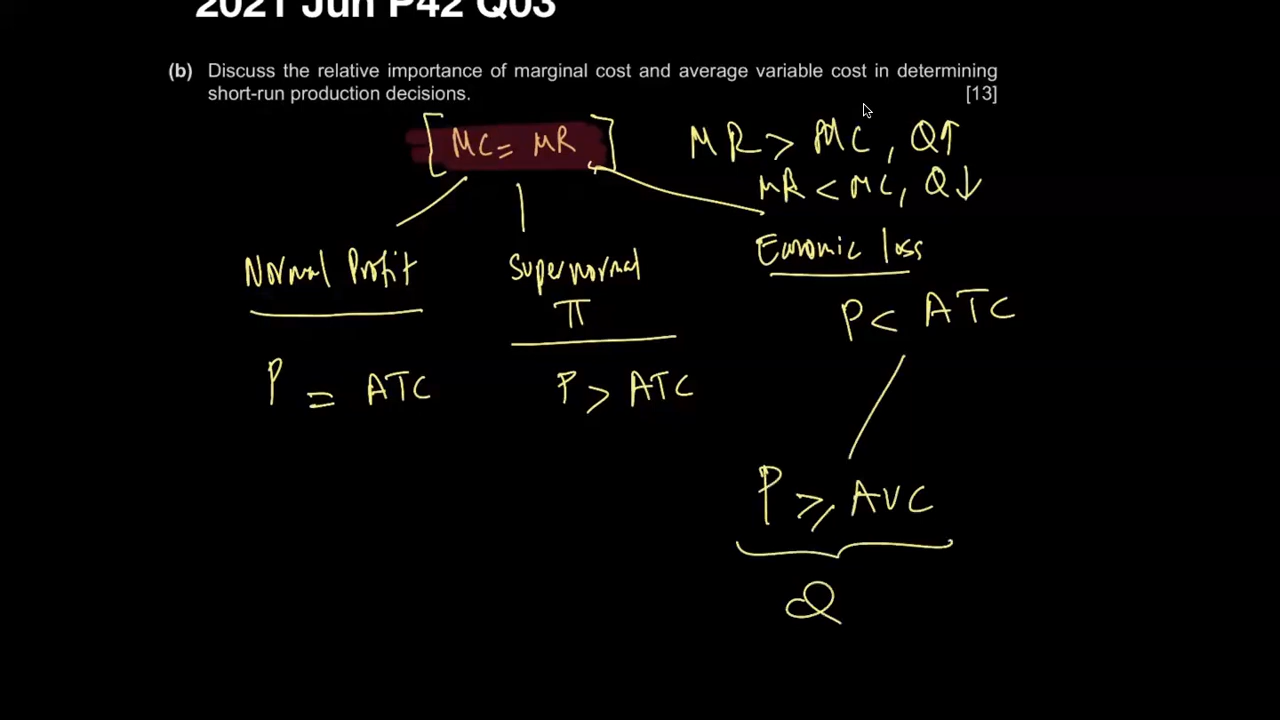 2021 Jun P42 Q03
(b) Discuss the relative importance of marginal cost and average variable cost in determining
short-run production decisions. [13]
[MC = MR]
MR > MC, Q↑
MR < MC, Q↓
Normal Profit
Supernormal
π
Economic loss
P < ATC
P = ATC
P > ATC
P ⩾ AVC
Q